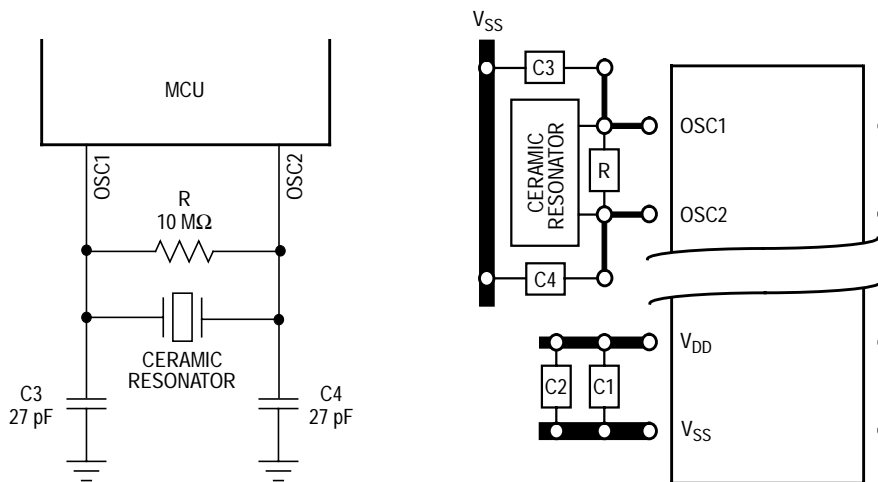 MCU
OSC1
OSC2
R
10 MΩ
CERAMIC
RESONATOR
C3
27 pF
C4
27 pF
VSS
C3
CERAMIC
RESONATOR
R
C4
OSC1
OSC2
VDD
C2
C1
VSS